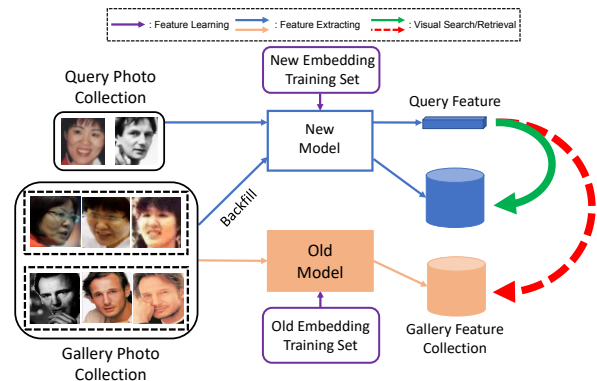 : Feature Learning
: Feature Extracting
: Visual Search/Retrieval
New Embedding
Training Set
Query Photo
Collection
Query Feature
New
Model
Backfill
Old
Model
Old Embedding
Training Set
Gallery Feature
Collection
Gallery Photo
Collection